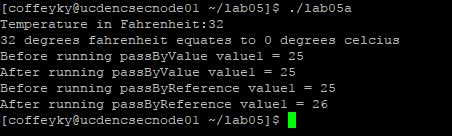 [coffeyky@ucdencsecnode01 ~/lab05]$ ./lab05a
Temperature in Fahrenheit:32
32 degrees fahrenheit equates to 0 degrees celcius
Before running passByValue value1 = 25
After running passByValue value1 = 25
Before running passByReference value1 = 25
After running passByReference value1 = 26
[coffeyky@ucdencsecnode01 ~/lab05]$